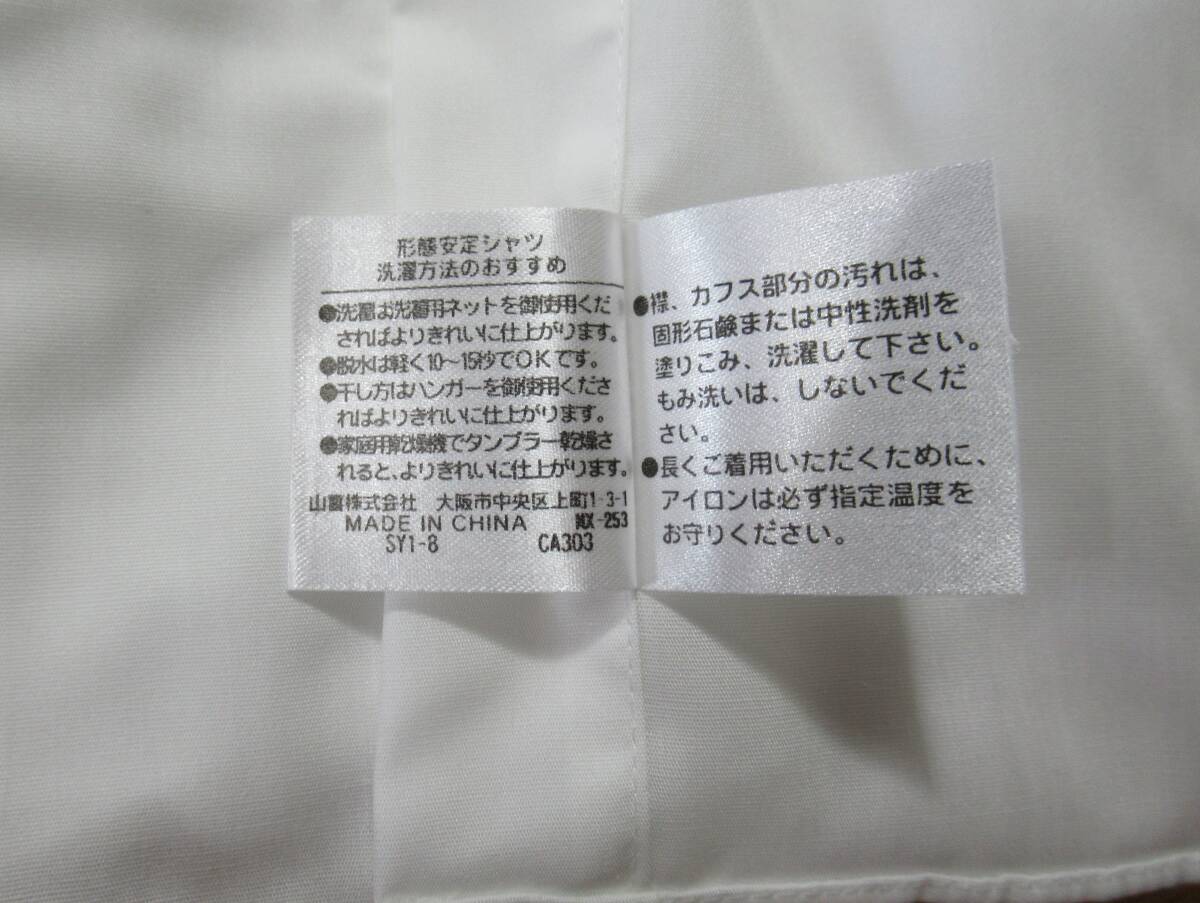 形態安定シャツ
洗濯方法のおすすめ
●洗濯は洗濯用ネットを御使用くだ
さればよりきれいに仕上がります。
●脱水は軽く10～15秒でOKです。
●干し方はハンガーを御使用くださ
ればよりきれいに仕上がります。
●家庭用乾燥機でタンブラー乾燥さ
れると、よりきれいに仕上がります。
山喜株式会社 大阪市中央区上町1-3-1
MADE IN CHINA NX-253
SY1-8 CA303
●襟、カフス部分の汚れは、
固形石鹸または中性洗剤を
塗りこみ、洗濯して下さい。
もみ洗いは、しないでくだ
さい。
●長くご着用いただくために、
アイロンは必ず指定温度を
お守りください。